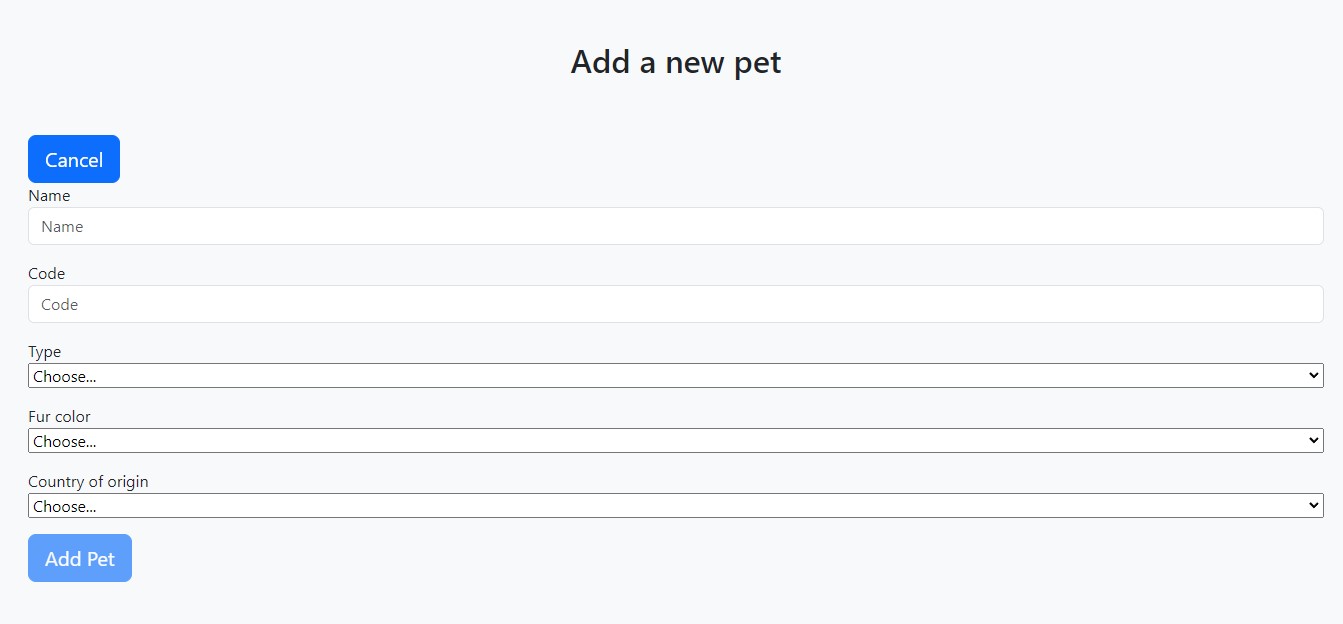 Add a new pet
Cancel
Name
Name
Code
Code
Type
Choose...
Fur color
Choose...
Country of origin
Choose...
Add Pet